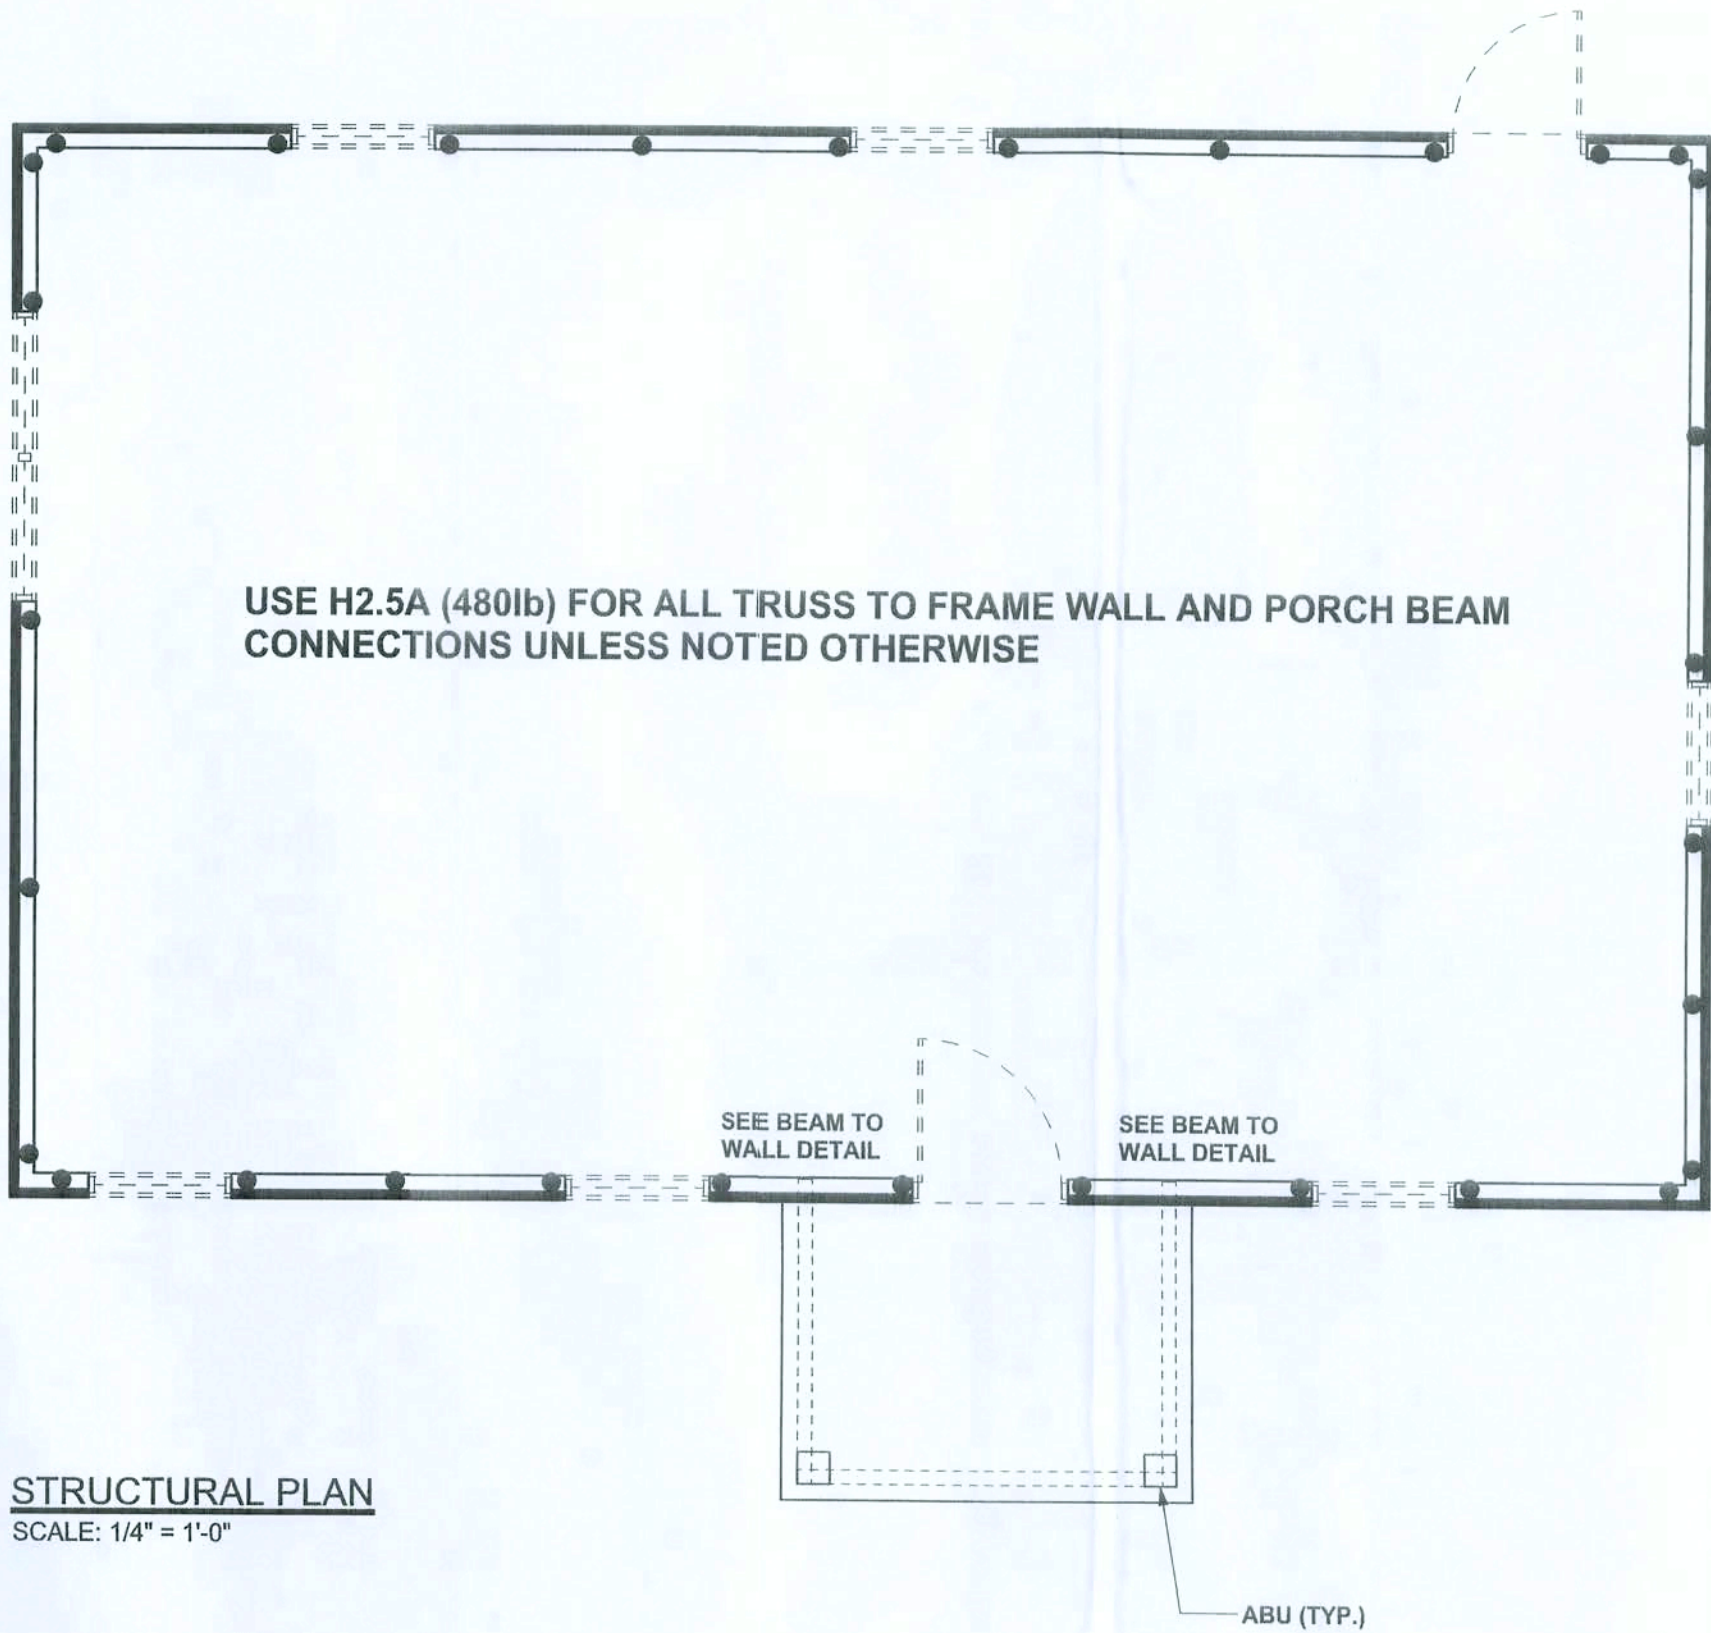 USE H2.5A (480lb) FOR ALL TRUSS TO FRAME WALL AND PORCH BEAM
CONNECTIONS UNLESS NOTED OTHERWISE
SEE BEAM TO
WALL DETAIL
SEE BEAM TO
WALL DETAIL
STRUCTURAL PLAN
SCALE: 1/4" = 1'-0"
ABU (TYP.)